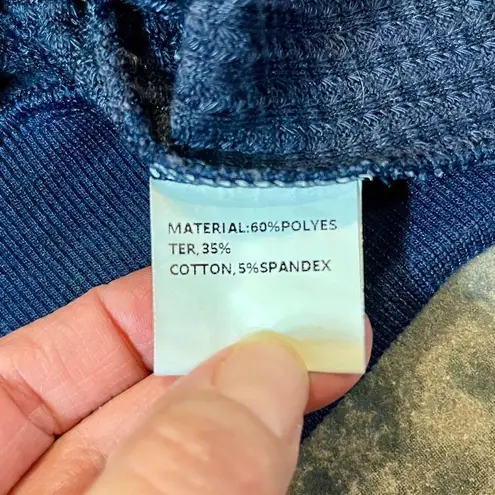 MATERIAL:60%POLYES
TER,35%
COTTON,5%SPANDEX